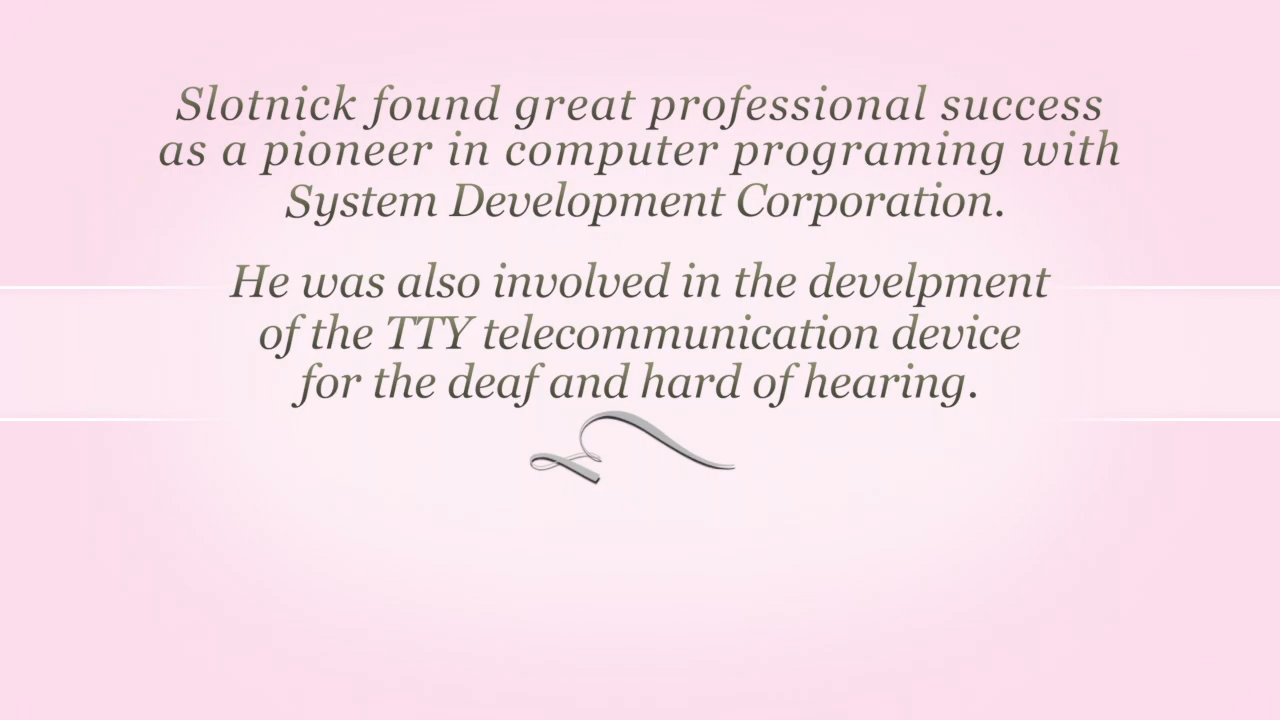 Slotnick found great professional success
as a pioneer in computer programing with
System Development Corporation.
He was also involved in the develpment
of the TTY telecommunication device
for the deaf and hard of hearing.